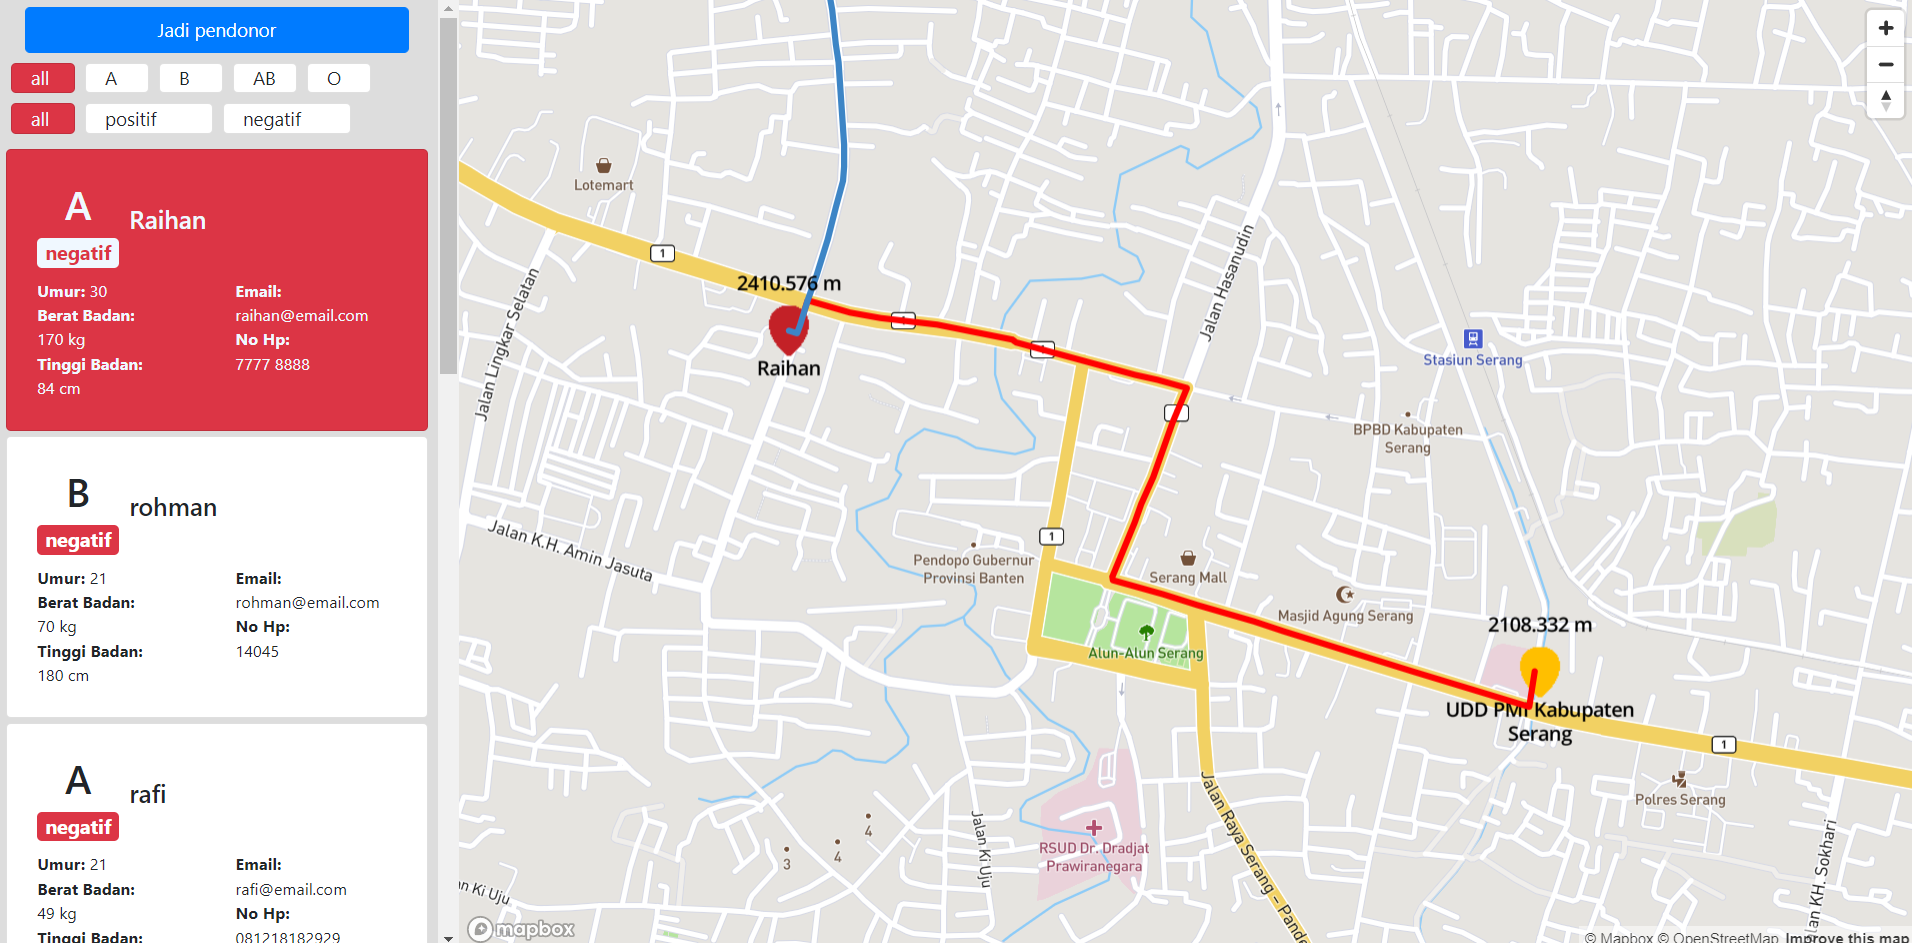 Jadi pendonor
all A B AB O
all positif negatif
A Raihan
negatif
Umur: 30
Berat Badan:
170 kg
Tinggi Badan:
84 cm
Email:
raihan@email.com
No Hp:
7777 8888
B rohman
negatif
Umur: 21
Berat Badan:
70 kg
Tinggi Badan:
180 cm
Email:
rohman@email.com
No Hp:
14045
A rafi
negatif
Umur: 21
Berat Badan:
49 kg
Tinggi Badan:
Email:
rafi@email.com
No Hp:
081218182929
Lotemart
1
Jalan Lingkar Selatan
2410.576 m
Raihan
Jalan Hasanudin
Stasiun Serang
BPBD Kabupaten
Serang
Jalan K.H. Amin Jasuta
1
Pendopo Gubernur
Provinsi Banten
Serang Mall
Masjid Agung Serang
Alun-Alun Serang
2108.332 m
UDD PMI Kabupaten
Serang
1
Polres Serang
Jalan Raya Serang - Pande
RSUD Dr. Dradjat
Prawiranegara
Jalan Ki Uju
4
4
3
n Ki Uju
lan KH. Sokhari
mapbox
© Mapbox © OpenStreetMap Improve this map